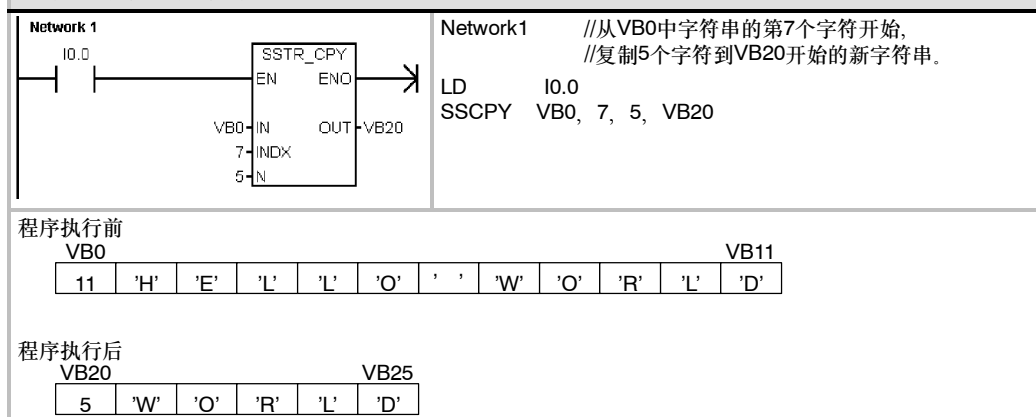 Network 1
I0.0
SSTR_CPY
EN ENO
VB0 IN OUT VB20
7 INDX
5 N
Network1 //从VB0中字符串的第7个字符开始,
//复制5个字符到VB20开始的新字符串。
LD I0.0
SSCPY VB0, 7, 5, VB20
程序执行前
VB0 VB11
11 'H' 'E' 'L' 'L' 'O' ' ' 'W' 'O' 'R' 'L' 'D'
程序执行后
VB20 VB25
5 'W' 'O' 'R' 'L' 'D'